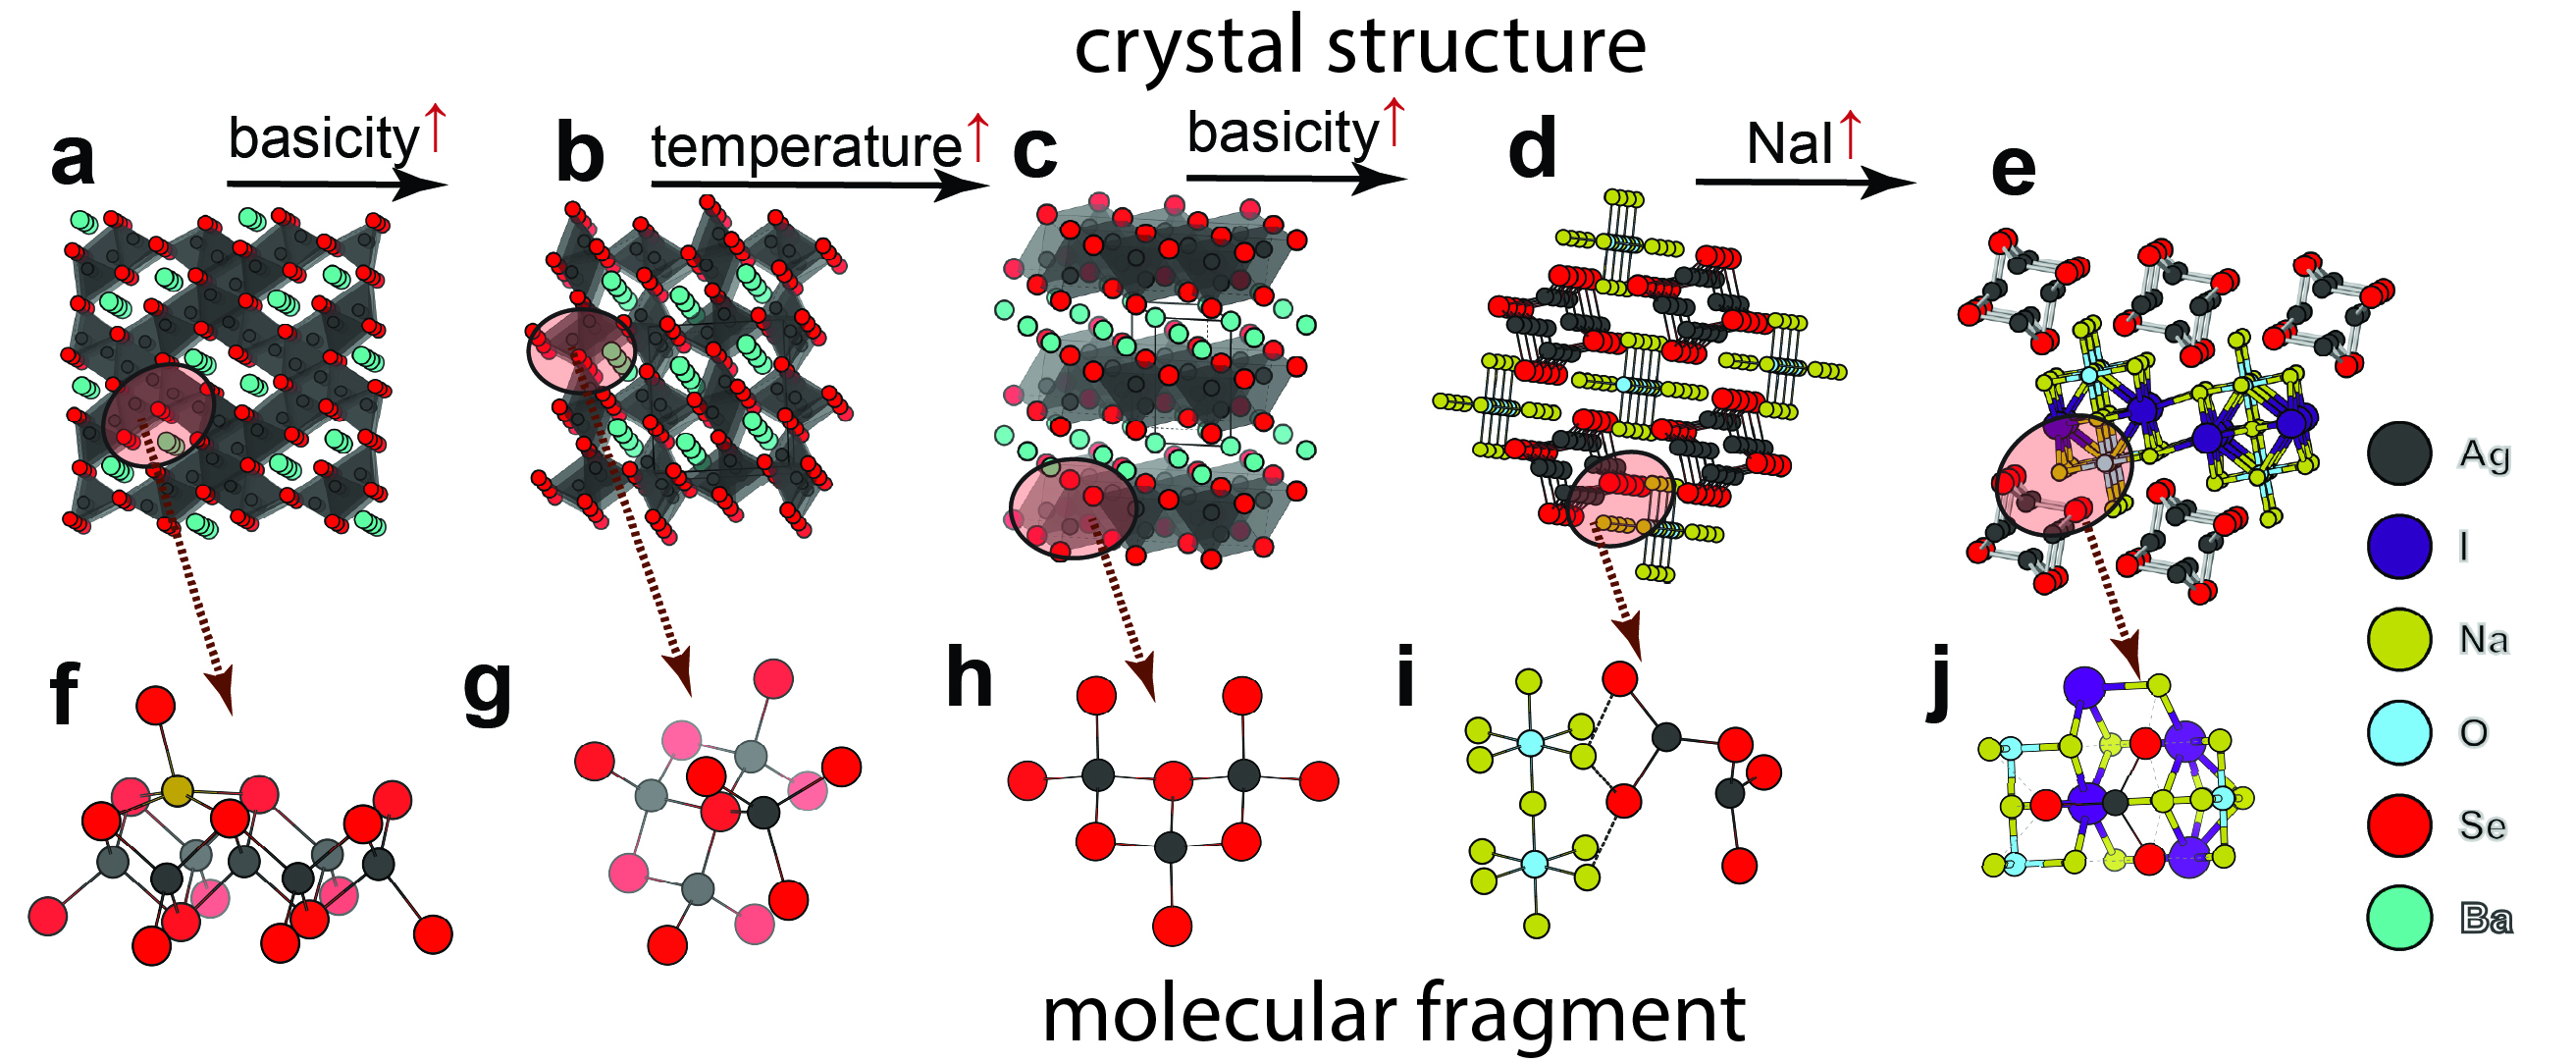 crystal structure
a
basicity↑
b
temperature↑
c
basicity↑
d
NaI↑
e
Ag
I
Na
O
Se
Ba
f
g
h
i
j
molecular fragment